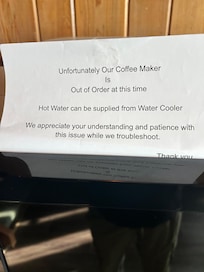 Unfortunately Our Coffee Maker
Is
Out of Order at this time
Hot Water can be supplied from Water Cooler
We appreciate your understanding and patience with
this issue while we troubleshoot.
Thank you